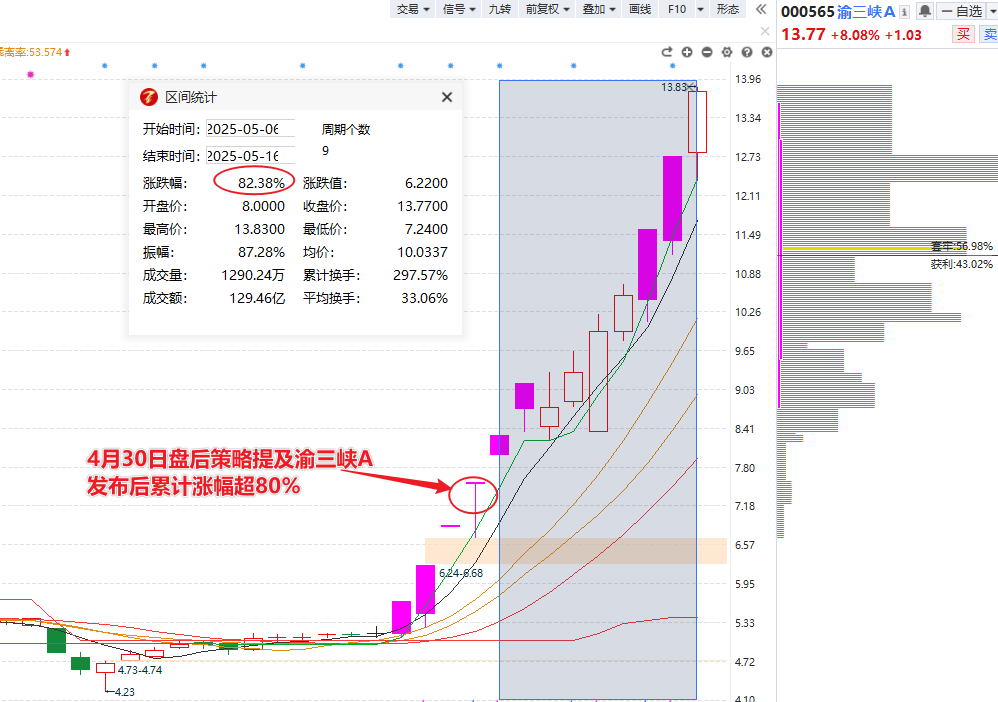 交易 信号 九转 前复权 叠加 画线 F10 形态
000565 渝三峡A 自选
13.77 +8.08% +1.03 买 卖
离率:53.574
区间统计
开始时间: 2025-05-06 周期个数
结束时间: 2025-05-16 9
涨跌幅: 82.38% 涨跌值: 6.2200
开盘价: 8.0000 收盘价: 13.7700
最高价: 13.8300 最低价: 7.2400
振幅: 87.28% 均价: 10.0337
成交量: 1290.24万 累计换手: 297.57%
成交额: 129.46亿 平均换手: 33.06%
13.83
4月30日盘后策略提及渝三峡A
发布后累计涨幅超80%
6.24-6.68
4.73-4.74
4.23
13.96
13.34
12.73
12.11
11.49
10.88
10.26
9.65
9.03
8.41
7.80
7.18
6.57
5.95
5.33
4.72
4.10
套牢:56.98%
获利:43.02%